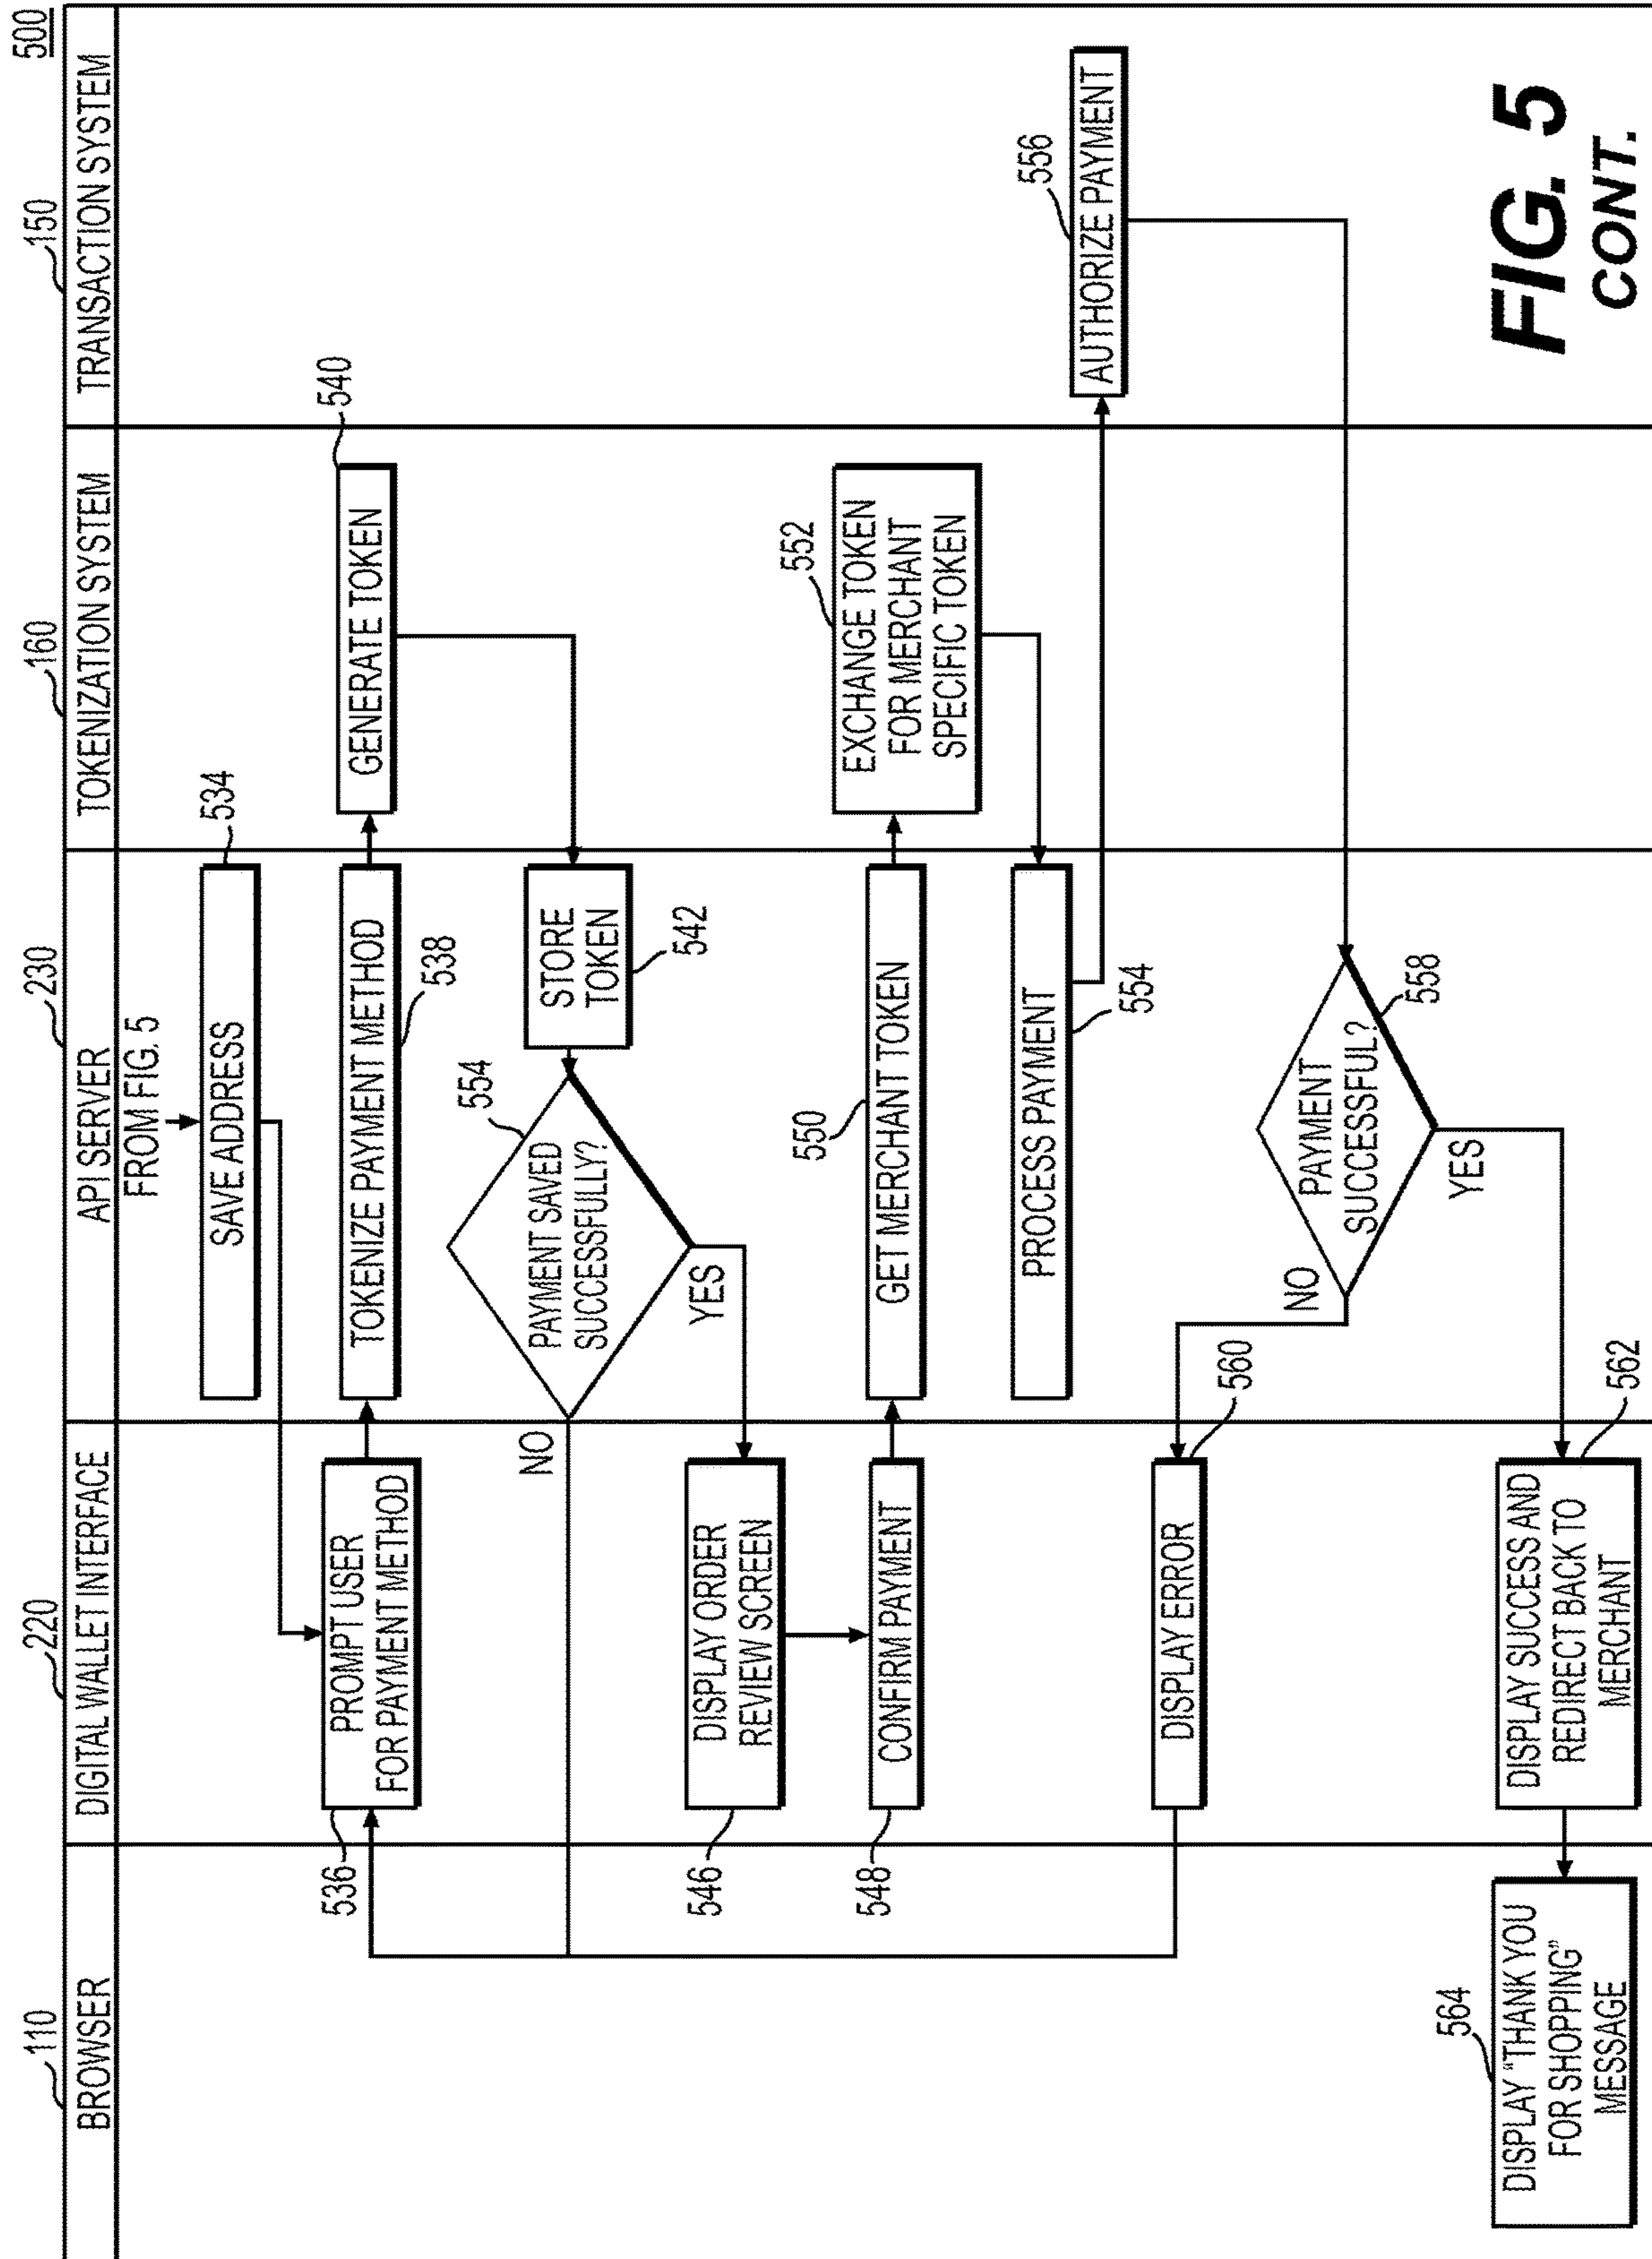 500
110
BROWSER
220
DIGITAL WALLET INTERFACE
230
API SERVER
160
TOKENIZATION SYSTEM
150
TRANSACTION SYSTEM
FROM FIG. 5
SAVE ADDRESS
534
PROMPT USER
FOR PAYMENT METHOD
536
TOKENIZE PAYMENT METHOD
538
GENERATE TOKEN
540
STORE
TOKEN
542
PAYMENT SAVED
SUCCESSFULLY?
554
NO
YES
DISPLAY ORDER
REVIEW SCREEN
546
CONFIRM PAYMENT
548
GET MERCHANT TOKEN
550
EXCHANGE TOKEN
FOR MERCHANT
SPECIFIC TOKEN
552
PROCESS PAYMENT
554
AUTHORIZE PAYMENT
556
PAYMENT
SUCCESSFUL?
558
NO
YES
DISPLAY ERROR
560
DISPLAY SUCCESS AND
REDIRECT BACK TO
MERCHANT
562
DISPLAY "THANK YOU
FOR SHOPPING"
MESSAGE
564
FIG. 5
CONT.